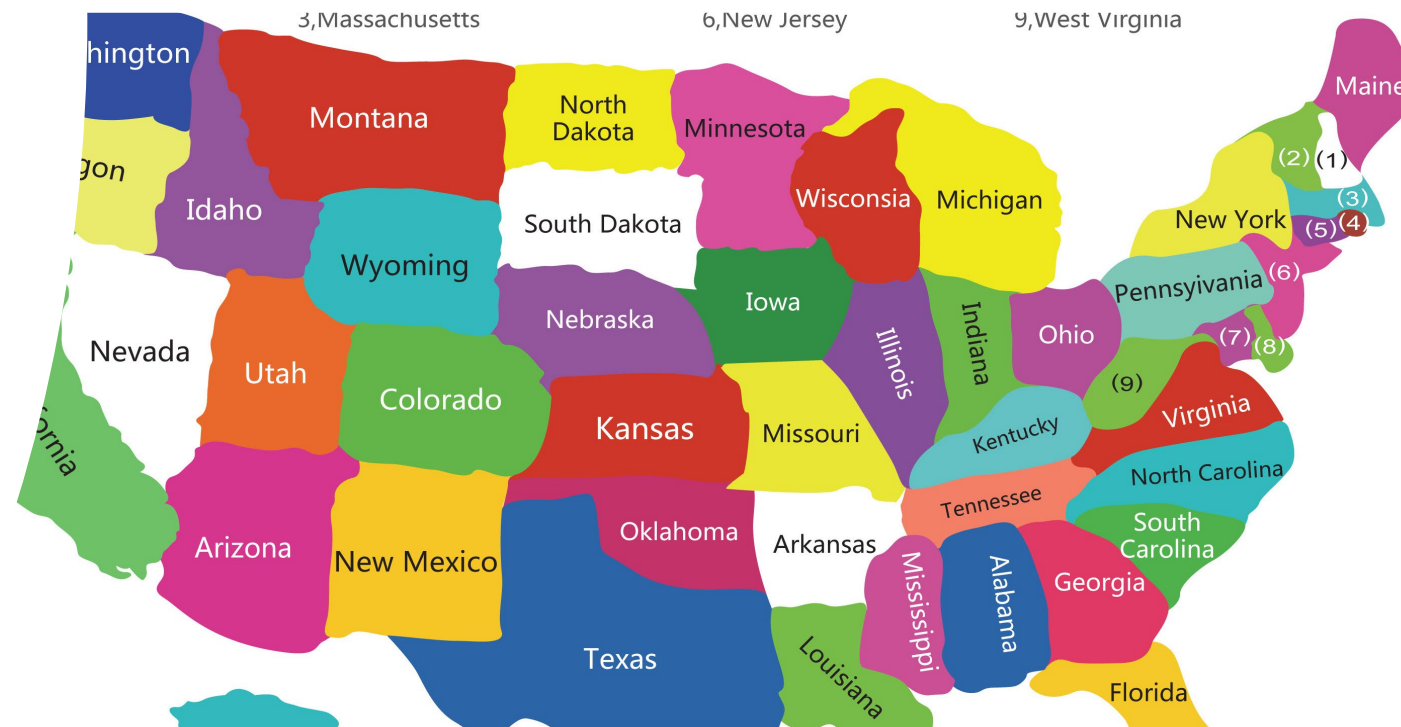 3,Massachusetts
6,New Jersey
9,West Virginia
hington
Montana
North
Dakota
Minnesota
Maine
gon
Idaho
Wisconsia
Michigan
(2)
(1)
South Dakota
New York
(3)
(5)
(4)
Wyoming
Iowa
Pennsyivania
(6)
Nebraska
Nevada
Utah
Colorado
Illinois
Indiana
Ohio
(7)
(8)
(9)
fornia
Kansas
Missouri
Kentucky
Virginia
North Carolina
Tennessee
Arizona
New Mexico
Oklahoma
Arkansas
South
Carolina
Mississippi
Alabama
Georgia
Texas
Louisiana
Florida